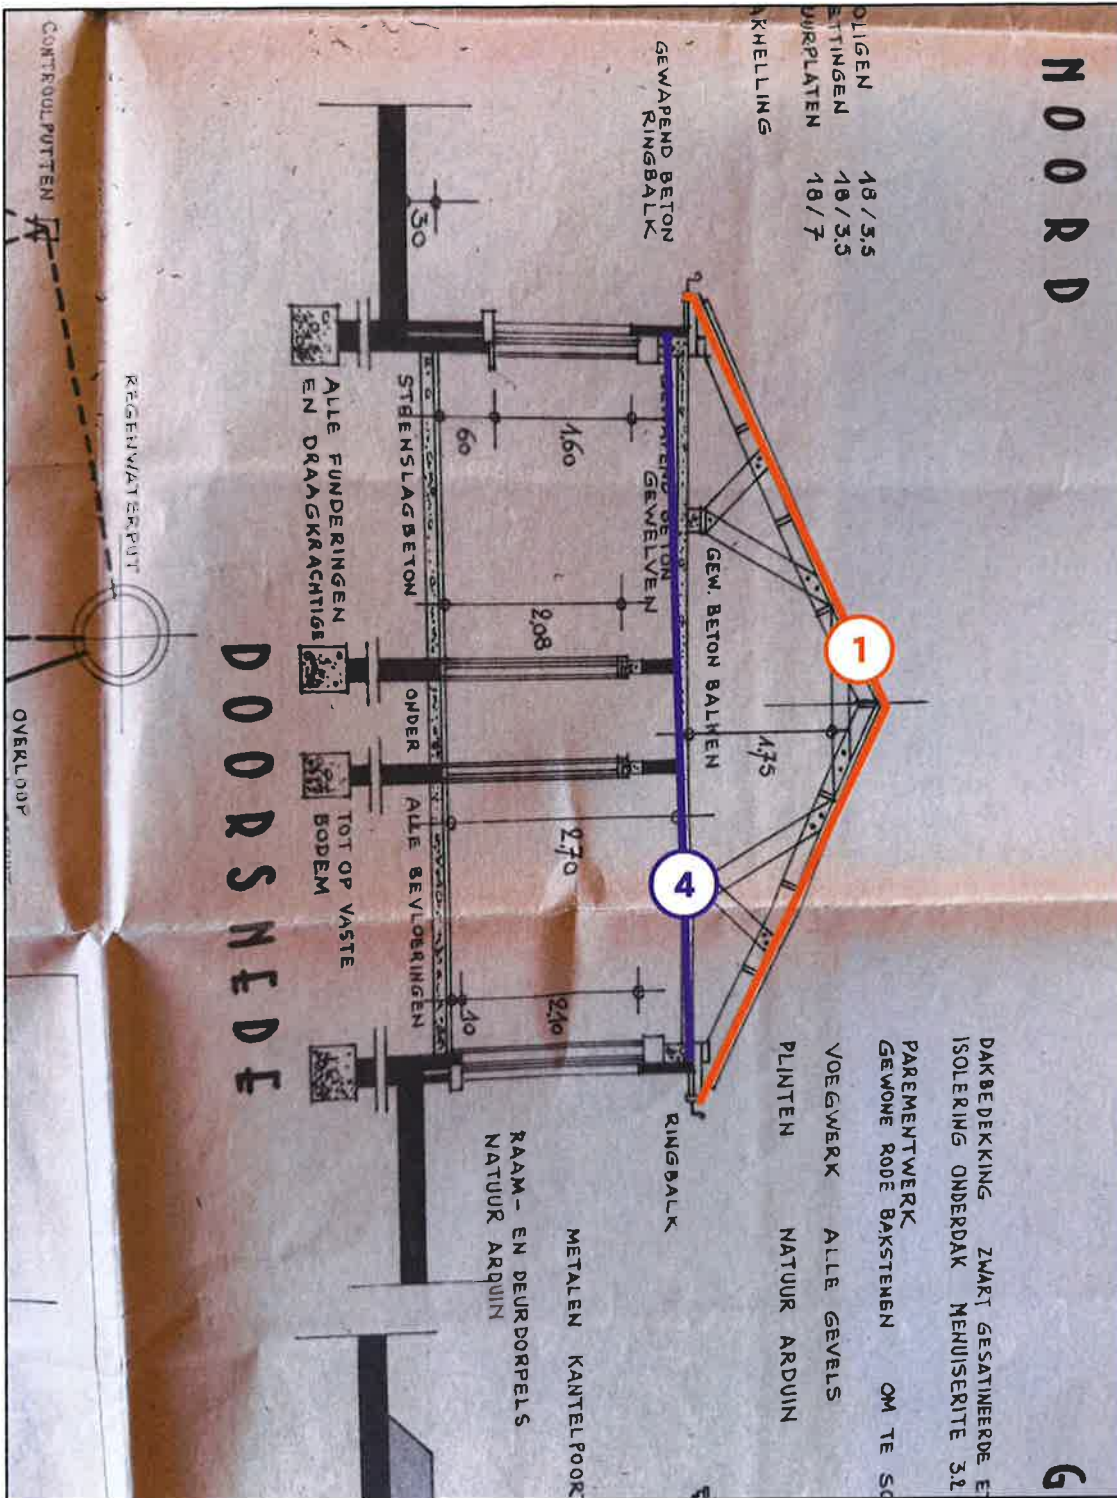 NOORD
G
OLIGEN 18/3,5
ETTINGEN 18/3.5
UURPLATEN 18/7
AKHELLING
GEWAPEND BETON
RINGBALK
DAKBEDEKKING ZWART GESATINEERDE E
ISOLERING ONDERDAK MENUISERITE 3.2
PAREMENTWERK
GEWONE RODE BAKSTENEN OM TE
VOEGWERK ALLE GEVELS
PLINTEN NATUUR ARDUIN
1
4
1.75
GEW. BETON BALKEN
BETON
GEWELVEN
RINGBALK
30
60
1,60
2,08
2,70
10
2,10
METALEN KANTELPOORT
RAAM- EN DEURDORPELS
NATUUR ARDUIN
STEENSLAGBETON ONDER ALLE BEVLOERINGEN
ALLE FUNDERINGEN TOT OP VASTE
EN DRAAGKRACHTIGE BODEM
DOORSNEDE
REGENWATERPUT
CONTROULPUTTEN
OVERLOOP